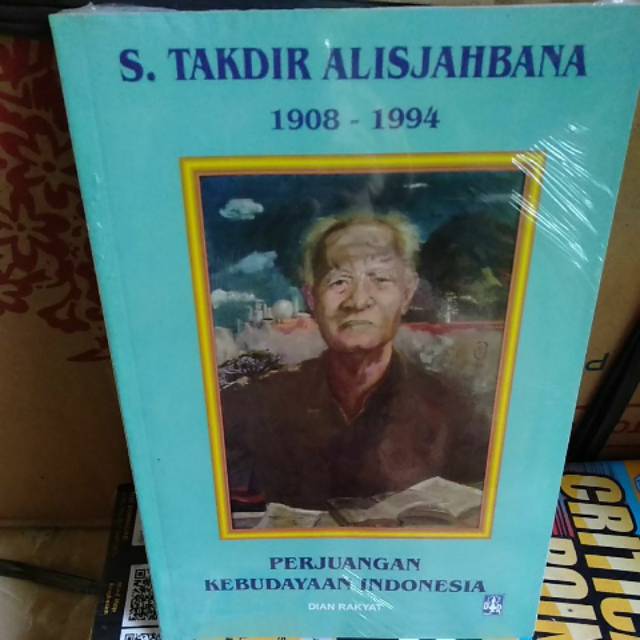 S. TAKDIR ALISJAHBANA
1908 - 1994
PERJUANGAN
KEBUDAYAAN INDONESIA
DIAN RAKYAT